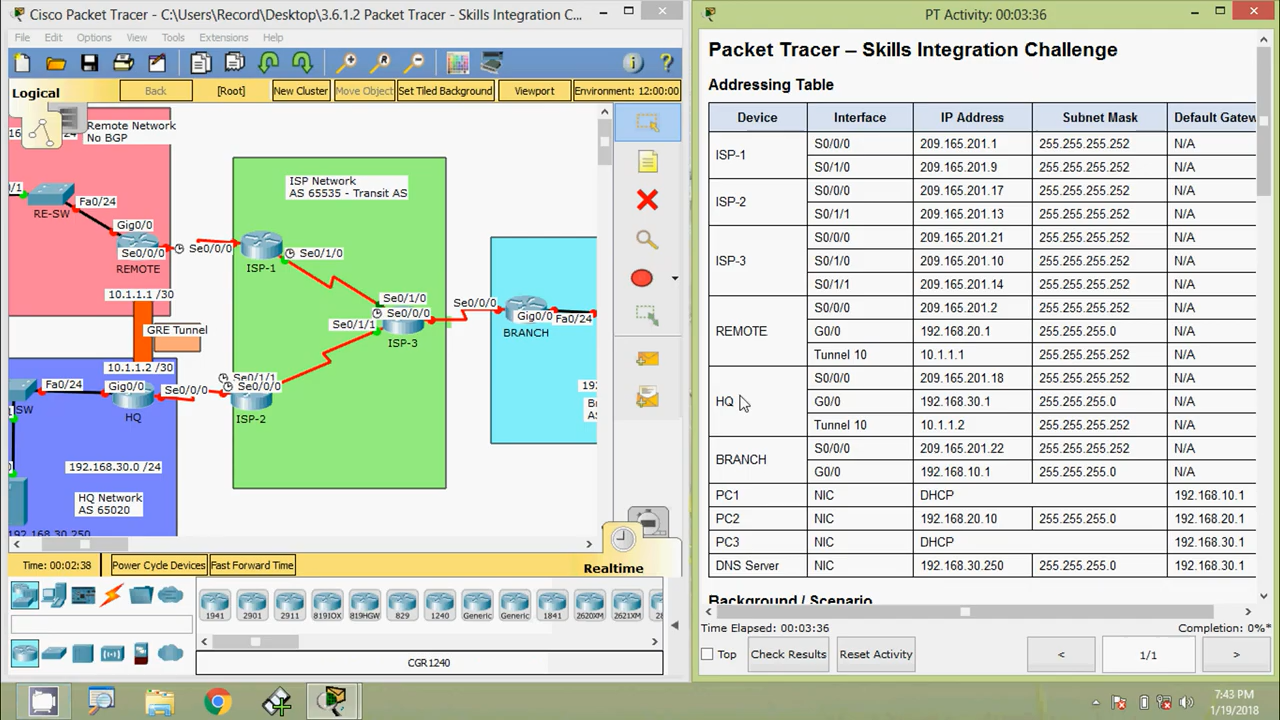 Cisco Packet Tracer - C:\Users\Record\Desktop\3.6.1.2 Packet Tracer - Skills Integration C...
File Edit Options View Tools Extensions Help
Logical Back [Root] New Cluster Move Object Set Tiled Background Viewport Environment: 12:00:00
Remote Network
No BGP
0/1
RE-SW
Fa0/24
Gig0/0
Se0/0/0
REMOTE
Se0/0/0
10.1.1.1 /30
GRE Tunnel
10.1.1.2 /30
ISP Network
AS 65535 - Transit AS
ISP-1
Se0/1/0
Se0/1/0
Se0/0/0
Se0/1/1
ISP-3
Se0/1/1
Se0/0/0
ISP-2
Se0/0/0
Gig0/0
Fa0/24
BRANCH
SW
Fa0/24
Gig0/0
Se0/0/0
HQ
192.168.30.0 /24
HQ Network
AS 65020
192.168.30.250
Time: 00:02:38 Power Cycle Devices Fast Forward Time
Realtime
1941 2901 2911 819IOX 819HGW 829 1240 Generic Generic 1841 2620XM 2621XM
CGR1240
PT Activity: 00:03:36
Packet Tracer – Skills Integration Challenge
Addressing Table
Device Interface IP Address Subnet Mask Default Gatew
ISP-1 S0/0/0 209.165.201.1 255.255.255.252 N/A
S0/1/0 209.165.201.9 255.255.255.252 N/A
ISP-2 S0/0/0 209.165.201.17 255.255.255.252 N/A
S0/1/1 209.165.201.13 255.255.255.252 N/A
ISP-3 S0/0/0 209.165.201.21 255.255.255.252 N/A
S0/1/0 209.165.201.10 255.255.255.252 N/A
S0/1/1 209.165.201.14 255.255.255.252 N/A
REMOTE S0/0/0 209.165.201.2 255.255.255.252 N/A
G0/0 192.168.20.1 255.255.255.0 N/A
Tunnel 10 10.1.1.1 255.255.255.252 N/A
HQ S0/0/0 209.165.201.18 255.255.255.252 N/A
G0/0 192.168.30.1 255.255.255.0 N/A
Tunnel 10 10.1.1.2 255.255.255.252 N/A
BRANCH S0/0/0 209.165.201.22 255.255.255.252 N/A
G0/0 192.168.10.1 255.255.255.0 N/A
PC1 NIC DHCP 192.168.10.1
PC2 NIC 192.168.20.10 255.255.255.0 192.168.20.1
PC3 NIC DHCP 192.168.30.1
DNS Server NIC 192.168.30.250 255.255.255.0 192.168.30.1
Background / Scenario
Time Elapsed: 00:03:36 Completion: 0%*
Top Check Results Reset Activity < 1/1 >
7:43 PM
1/19/2018